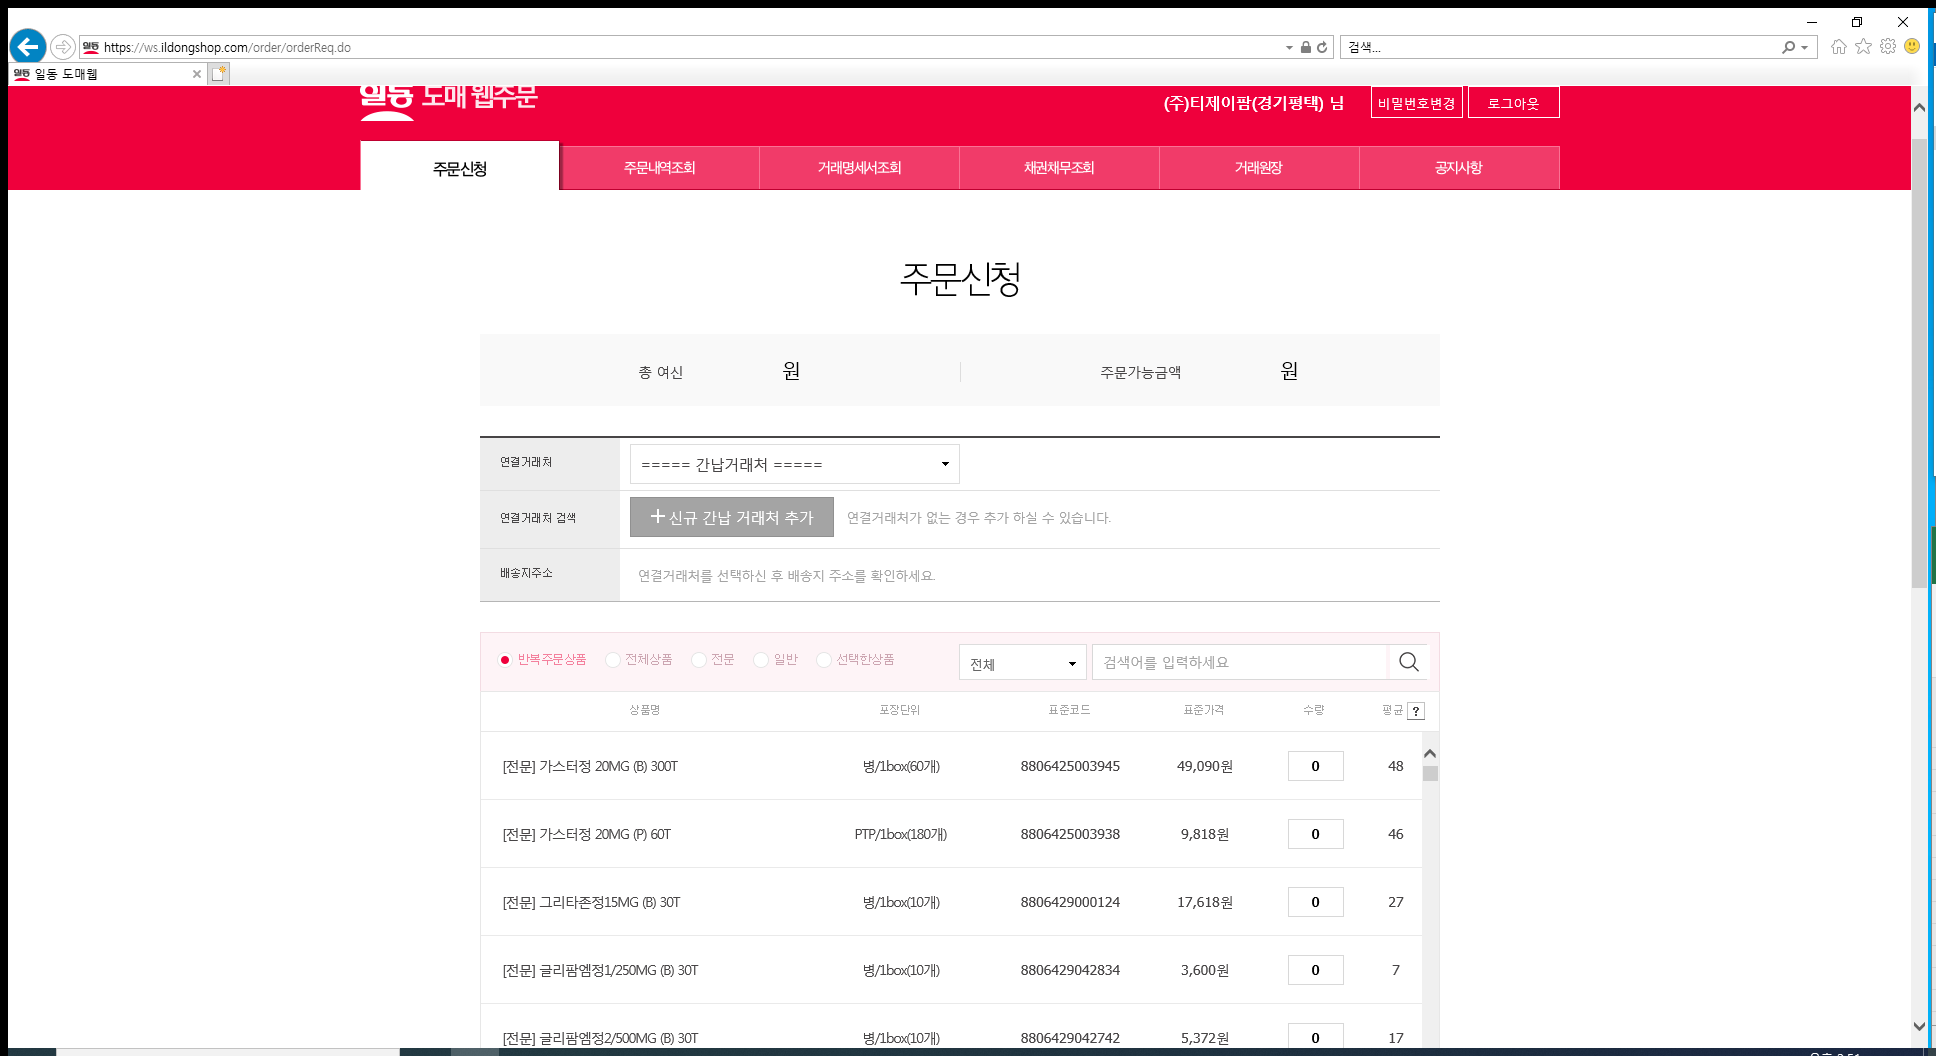 https://ws.ildongshop.com/order/orderReq.do
검색...
일동 도매웹
일동 도매 웹주문
(주)티제이팜(경기평택) 님
비밀번호변경
로그아웃
주문신청
주문내역조회
거래명세서조회
채권채무조회
거래원장
공지사항
주문신청
총 여신 원
주문가능금액 원
연결거래처
===== 간납거래처 =====
연결거래처 검색
+ 신규 간납 거래처 추가
연결거래처가 없는 경우 추가 하실 수 있습니다.
배송지주소
연결거래처를 선택하신 후 배송지 주소를 확인하세요.
반복주문상품 전체상품 전문 일반 선택한상품
전체
검색어를 입력하세요
상품명 포장단위 표준코드 표준가격 수량 평균 ?
[전문] 가스터정 20MG (B) 300T 병/1box(60개) 8806425003945 49,090원 0 48
[전문] 가스터정 20MG (P) 60T PTP/1box(180개) 8806425003938 9,818원 0 46
[전문] 그리타존정15MG (B) 30T 병/1box(10개) 8806429000124 17,618원 0 27
[전문] 글리팜엠정1/250MG (B) 30T 병/1box(10개) 8806429042834 3,600원 0 7
[전문] 글리팜엠정2/500MG (B) 30T 병/1box(10개) 8806429042742 5,372원 0 17